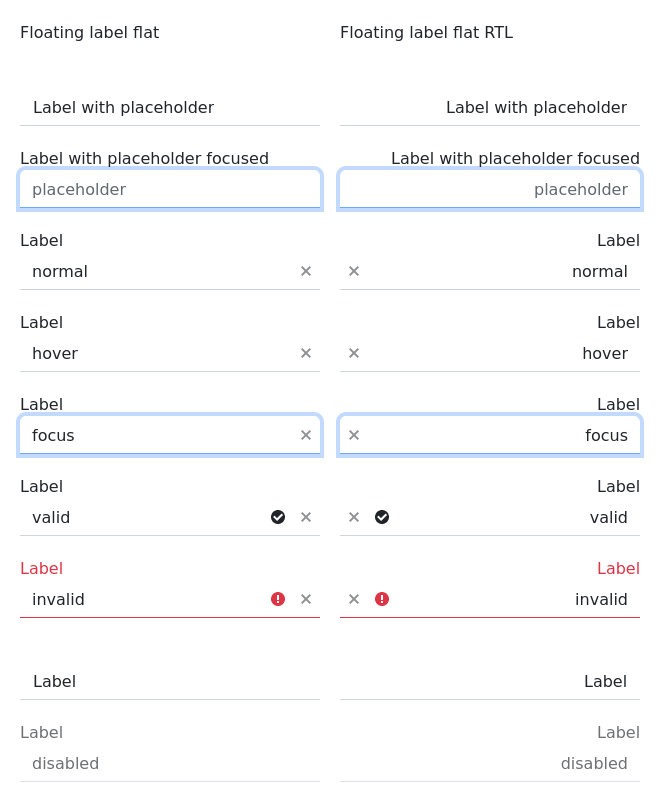 Floating label flat
Floating label flat RTL
Label with placeholder
Label with placeholder
Label with placeholder focused
Label with placeholder focused
placeholder
placeholder
Label
Label
normal
normal
Label
Label
hover
hover
Label
Label
focus
focus
Label
Label
valid
valid
Label
Label
invalid
invalid
Label
Label
Label
Label
disabled
disabled